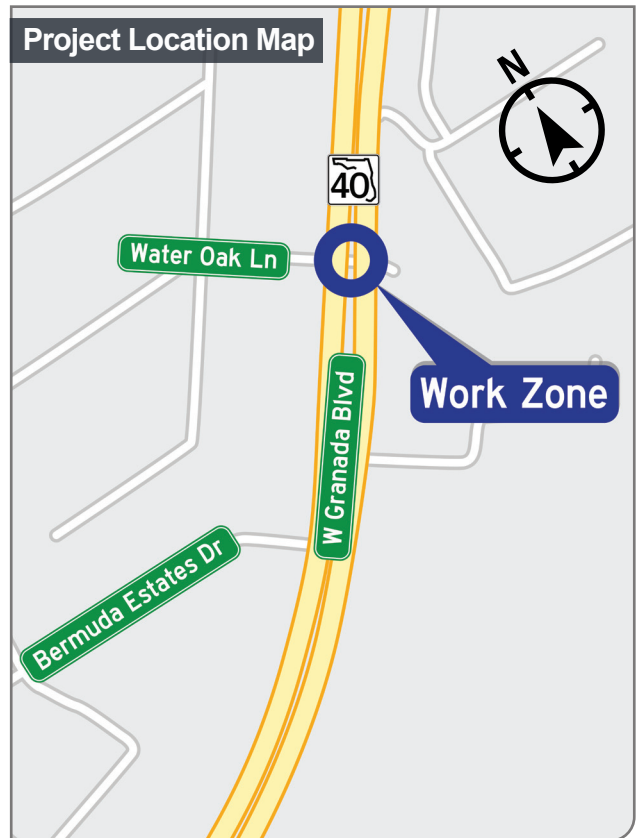 Project Location Map
N
40
Water Oak Ln
Work Zone
W Granada Blvd
Bermuda Estates Dr